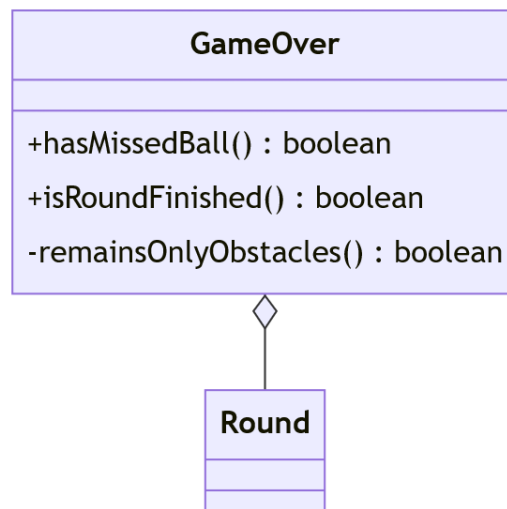 GameOver
+hasMissedBall() : boolean
+isRoundFinished() : boolean
-remainsOnlyObstacles() : boolean
Round